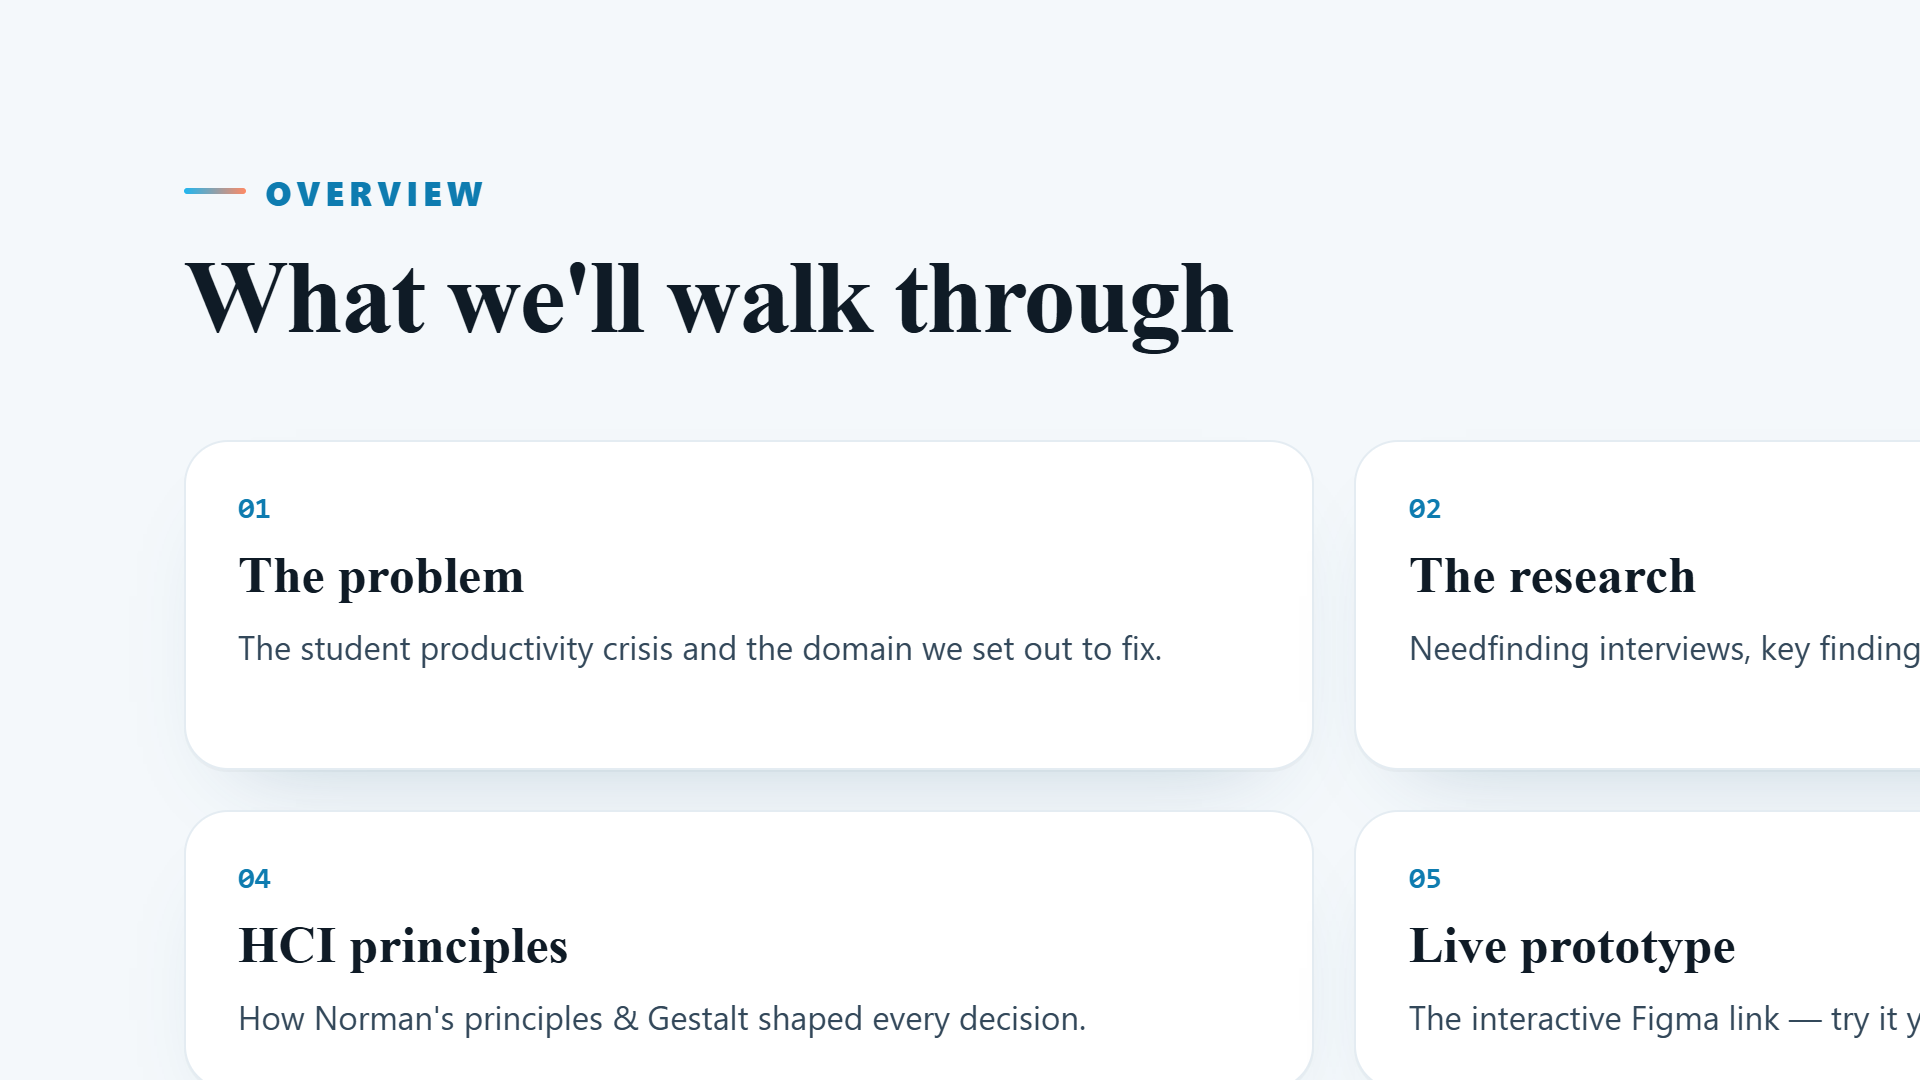 OVERVIEW
What we'll walk through
01
The problem
The student productivity crisis and the domain we set out to fix.
02
The research
Needfinding interviews, key finding
04
HCI principles
How Norman's principles & Gestalt shaped every decision.
05
Live prototype
The interactive Figma link — try it y